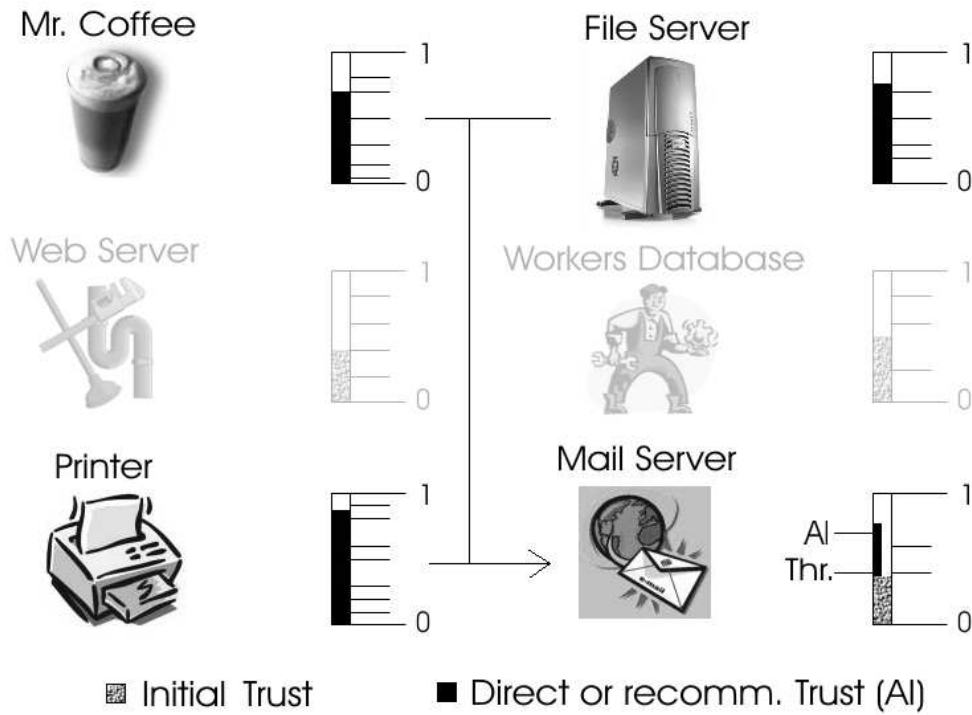 Mr. Coffee
1
0
File Server
1
0
Web Server
1
0
Workers Database
1
0
Printer
1
0
Mail Server
e-mail
1
AI
Thr.
0
Initial Trust
Direct or recomm. Trust (AI)